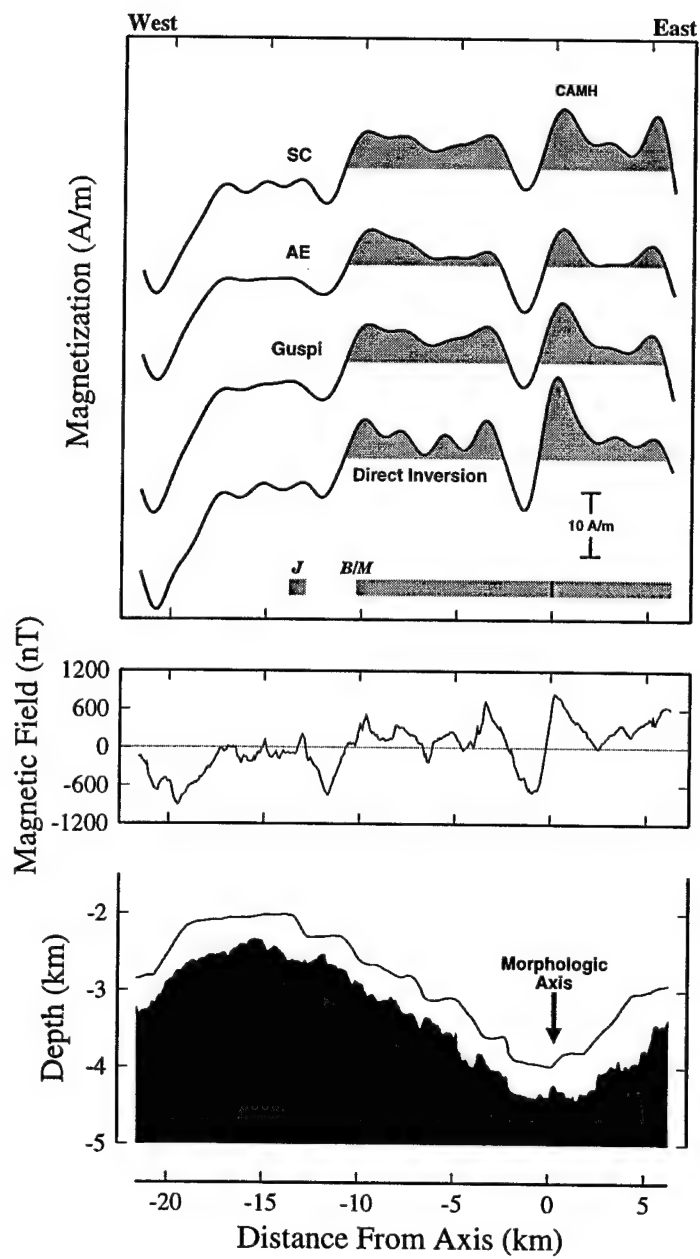 West
East
CAMH
SC
AE
Guspi
Direct Inversion
10 A/m
J
B/M
Magnetization (A/m)
1200
600
0
-600
-1200
Magnetic Field (nT)
-2
-3
-4
-5
Depth (km)
Morphologic
Axis
-20
-15
-10
-5
0
5
Distance From Axis (km)